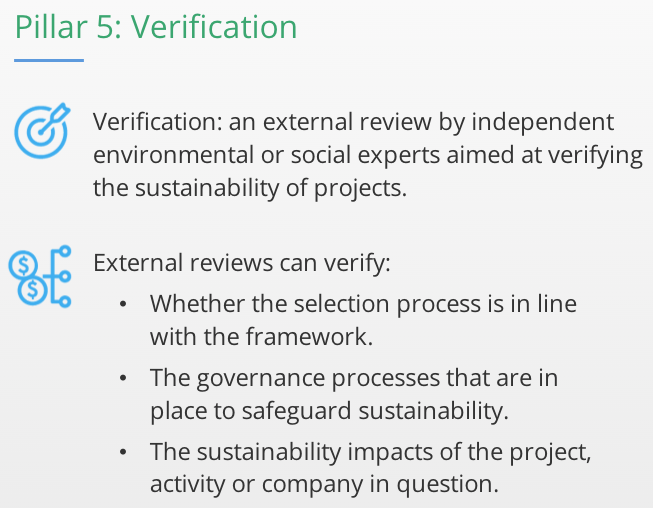 Pillar 5: Verification
Verification: an external review by independent
environmental or social experts aimed at verifying
the sustainability of projects.
External reviews can verify:
• Whether the selection process is in line
with the framework.
• The governance processes that are in
place to safeguard sustainability.
• The sustainability impacts of the project,
activity or company in question.